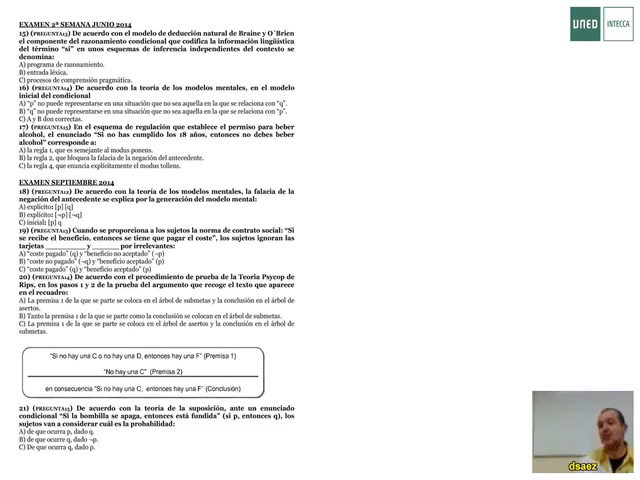 EXAMEN 2ª SEMANA JUNIO 2014
15) (PREGUNTA13) De acuerdo con el modelo de deducción natural de Braine y O´Brien
el componente del razonamiento condicional que codifica la información lingüística
del término “si” en unos esquemas de inferencia independientes del contexto se
denomina:
A) programa de razonamiento.
B) entrada léxica.
C) procesos de comprensión pragmática.
16) (PREGUNTA14) De acuerdo con la teoría de los modelos mentales, en el modelo
inicial del condicional
A) “p” no puede representarse en una situación que no sea aquella en la que se relaciona con “q”.
B) “q” no puede representarse en una situación que no sea aquella en la que se relaciona con “p”.
C) A y B don correctas.
17) (PREGUNTA15) En el esquema de regulación que establece el permiso para beber
alcohol, el enunciado “Si no has cumplido los 18 años, entonces no debes beber
alcohol” corresponde a:
A) la regla 1, que es semejante al modus ponens.
B) la regla 2, que bloquea la falacia de la negación del antecedente.
C) la regla 4, que enuncia explícitamente el modus tollens.
EXAMEN SEPTIEMBRE 2014
18) (PREGUNTA12) De acuerdo con la teoría de los modelos mentales, la falacia de la
negación del antecedente se explica por la generación del modelo mental:
A) explícito: [p] [q]
B) explícito: [¬p] [¬q]
C) inicial: [p] q
19) (PREGUNTA13) Cuando se proporciona a los sujetos la norma de contrato social: “Si
se recibe el beneficio, entonces se tiene que pagar el coste”, los sujetos ignoran las
tarjetas _________ y ______ por irrelevantes:
A) “coste pagado” (q) y “beneficio no aceptado” (¬p)
B) “coste no pagado” (¬q) y “beneficio aceptado” (p)
C) “coste pagado” (q) y “beneficio aceptado” (p)
20) (PREGUNTA14) De acuerdo con el procedimiento de prueba de la Teoría Psycop de
Rips, en los pasos 1 y 2 de la prueba del argumento que recoge el texto que aparece
en el recuadro:
A) La premisa 1 de la que se parte se coloca en el árbol de submetas y la conclusión en el árbol de
asertos.
B) Tanto la premisa 1 de la que se parte como la conclusión se colocan en el árbol de submetas.
C) La premisa 1 de la que se parte se coloca en el árbol de asertos y la conclusión en el árbol de
submetas.
“Si no hay una C o no hay una D, entonces hay una F” (Premisa 1)
“No hay una C” (Premisa 2)
en consecuencia “Si no hay una C, entonces hay una F” (Conclusión)
21) (PREGUNTA15) De acuerdo con la teoría de la suposición, ante un enunciado
condicional “Si la bombilla se apaga, entonces está fundida” (si p, entonces q), los
sujetos van a considerar cuál es la probabilidad:
A) de que ocurra p, dado q.
B) de que ocurre q, dado ¬p.
C) De que ocurra q, dado p.
UNED
INTECCA
dsaez